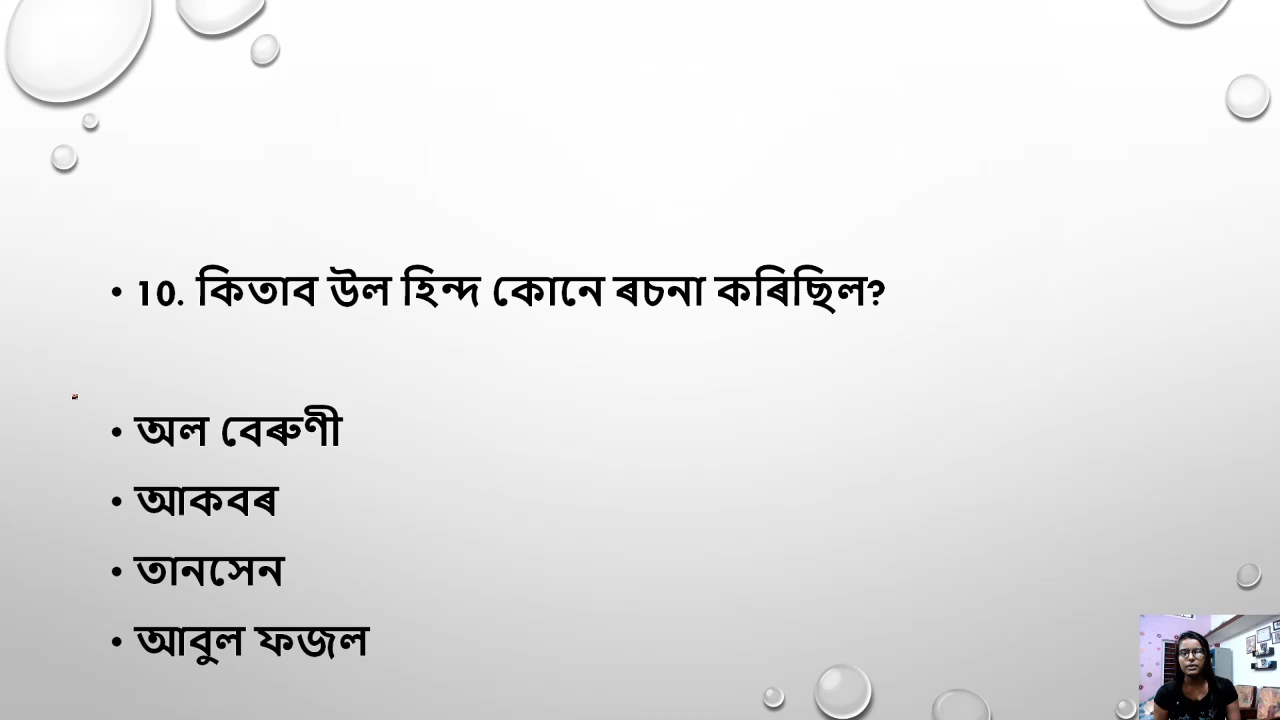 • 10. কিতাব উল হিন্দ কোনে ৰচনা কৰিছিল?
• অল বেৰুণী
• আকবৰ
• তানসেন
• আবুল ফজল